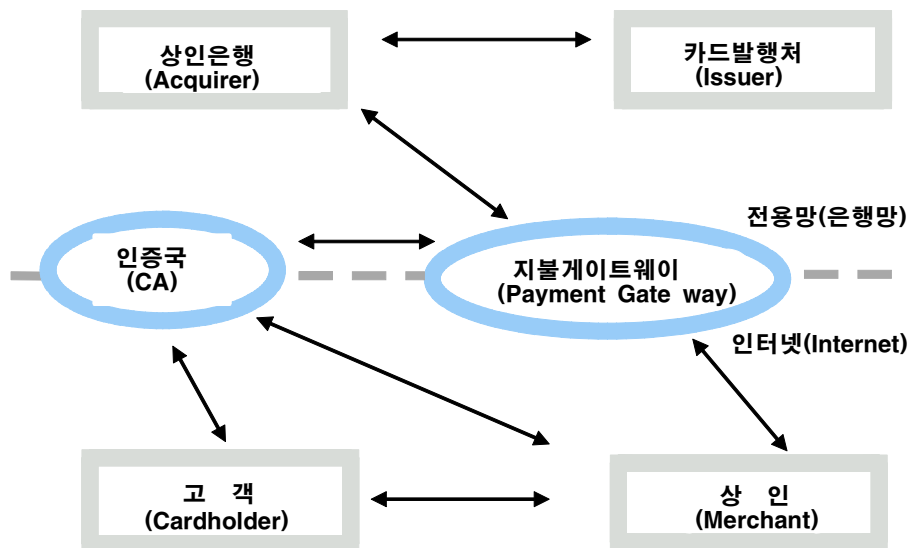 상인은행
(Acquirer)
카드발행처
(Issuer)
전용망(은행망)
인증국
(CA)
지불게이트웨이
(Payment Gate way)
인터넷(Internet)
고 객
(Cardholder)
상 인
(Merchant)